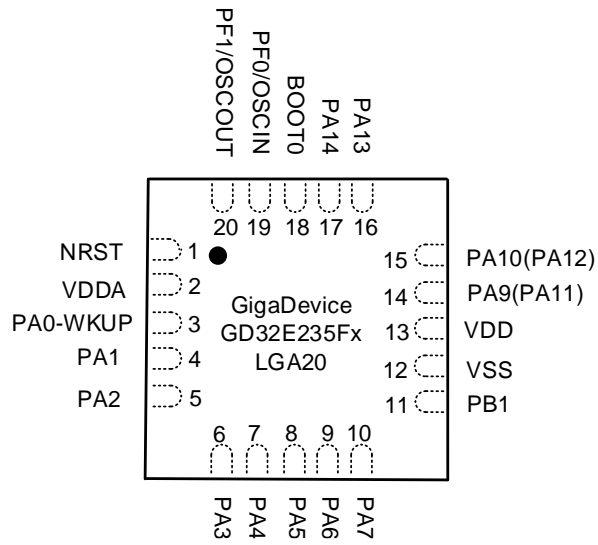 PF1/OSCOUT
PF0/OSCIN
BOOT0
PA14
PA13
20
19
18
17
16
NRST
1
VDDA
2
PA0-WKUP
3
PA1
4
PA2
5
GigaDevice
GD32E235Fx
LGA20
15
PA10(PA12)
14
PA9(PA11)
13
VDD
12
VSS
11
PB1
6
7
8
9
10
PA3
PA4
PA5
PA6
PA7